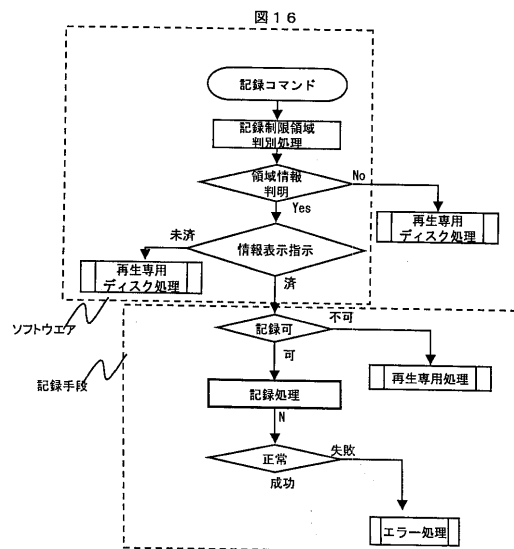 図16
記録コマンド
記録制限領域
判別処理
領域情報
判明
No
Yes
再生専用
ディスク処理
未済
情報表示指示
再生専用
ディスク処理
済
ソフトウエア
記録可
不可
可
再生専用処理
記録手段
記録処理
N
正常
失敗
成功
エラー処理